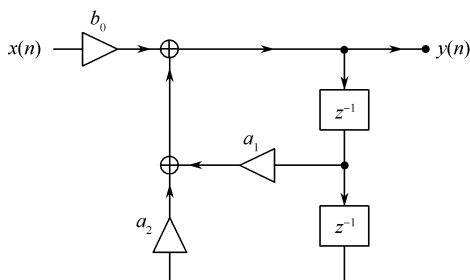 b₀
x(n) y(n)
z⁻¹
a₁
a₂
z⁻¹